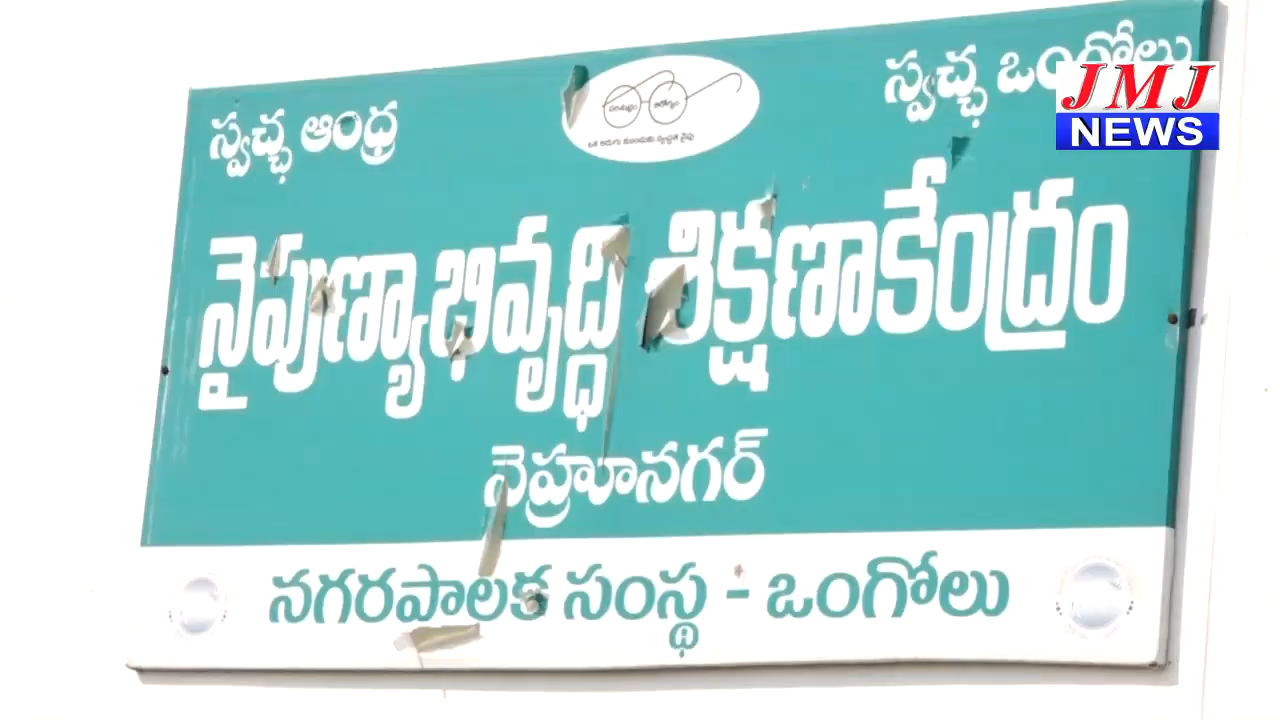 స్వచ్ఛ ఆంధ్ర
స్వచ్ఛ ఒంగోలు
JMJ
NEWS
నైపుణ్యాభివృద్ధి శిక్షణాకేంద్రం
నెహ్రూనగర్
నగరపాలక సంస్థ - ఒంగోలు